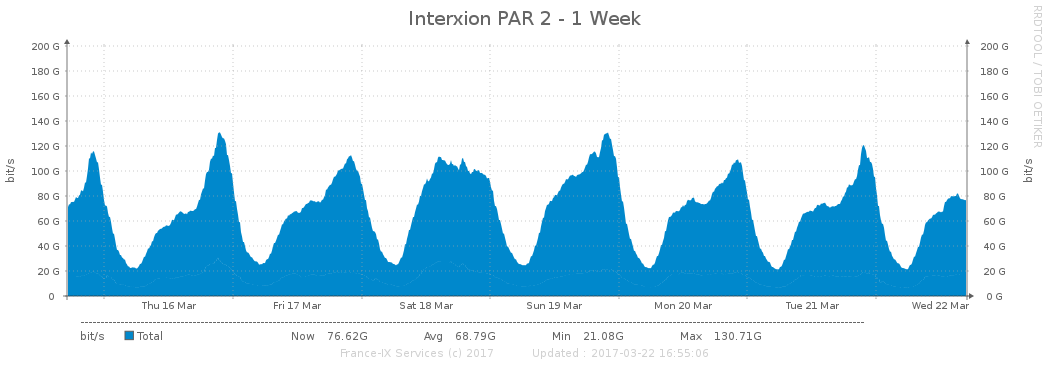 Interxion PAR 2 - 1 Week
RRDTOOL / TOBI OETIKER
bit/s
bit/s
200 G 200 G
180 G 180 G
160 G 160 G
140 G 140 G
120 G 120 G
100 G 100 G
80 G 80 G
60 G 60 G
40 G 40 G
20 G 20 G
0 0 G
Thu 16 Mar Fri 17 Mar Sat 18 Mar Sun 19 Mar Mon 20 Mar Tue 21 Mar Wed 22 Mar
bit/s Total Now 76.62G Avg 68.79G Min 21.08G Max 130.71G
France-IX Services (c) 2017 Updated : 2017-03-22 16:55:06